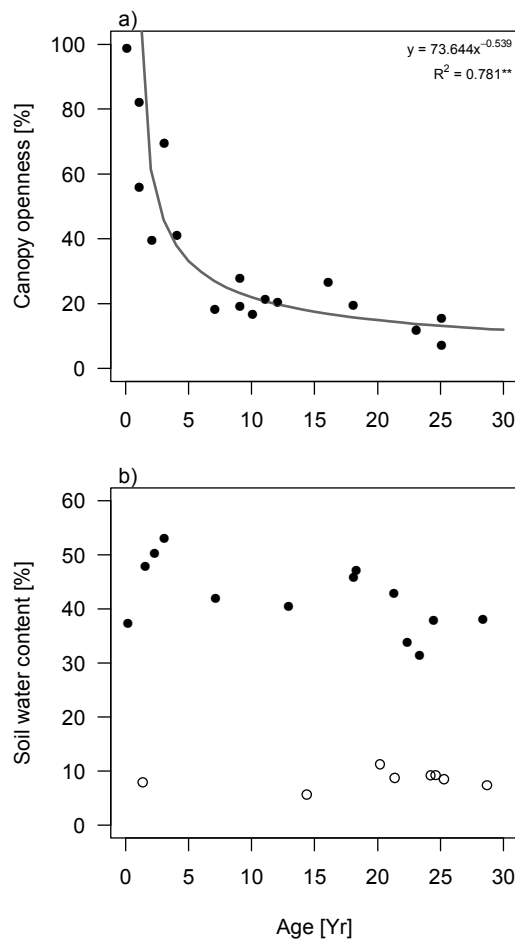 a)
y = 73.644x^−0.539
R² = 0.781**
Canopy openness [%]
100
80
60
40
20
0
0 5 10 15 20 25 30
b)
Soil water content [%]
60
50
40
30
20
10
0
0 5 10 15 20 25 30
Age [Yr]